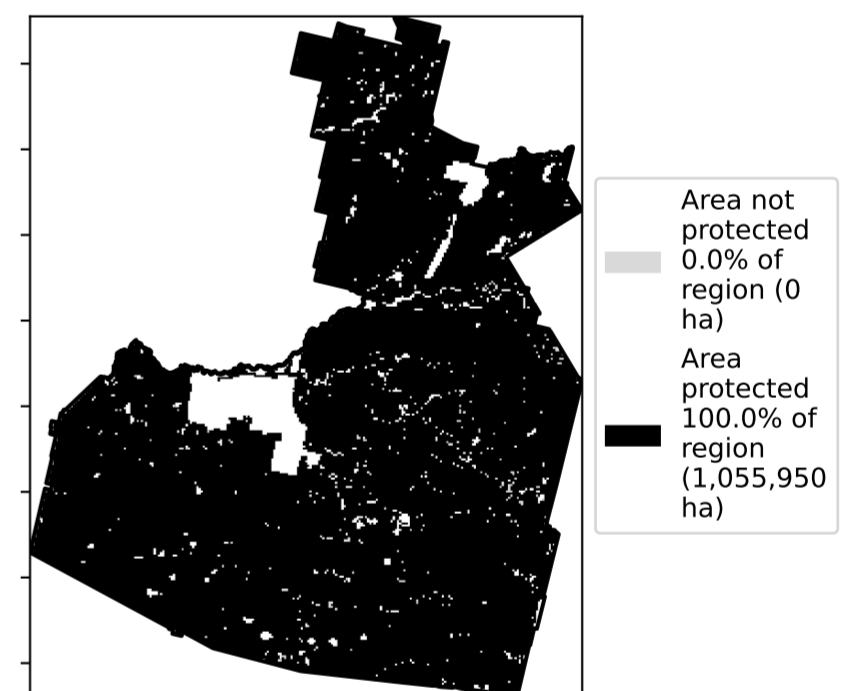 Area not
protected
0.0% of
region (0
ha)
Area
protected
100.0% of
region
(1,055,950
ha)